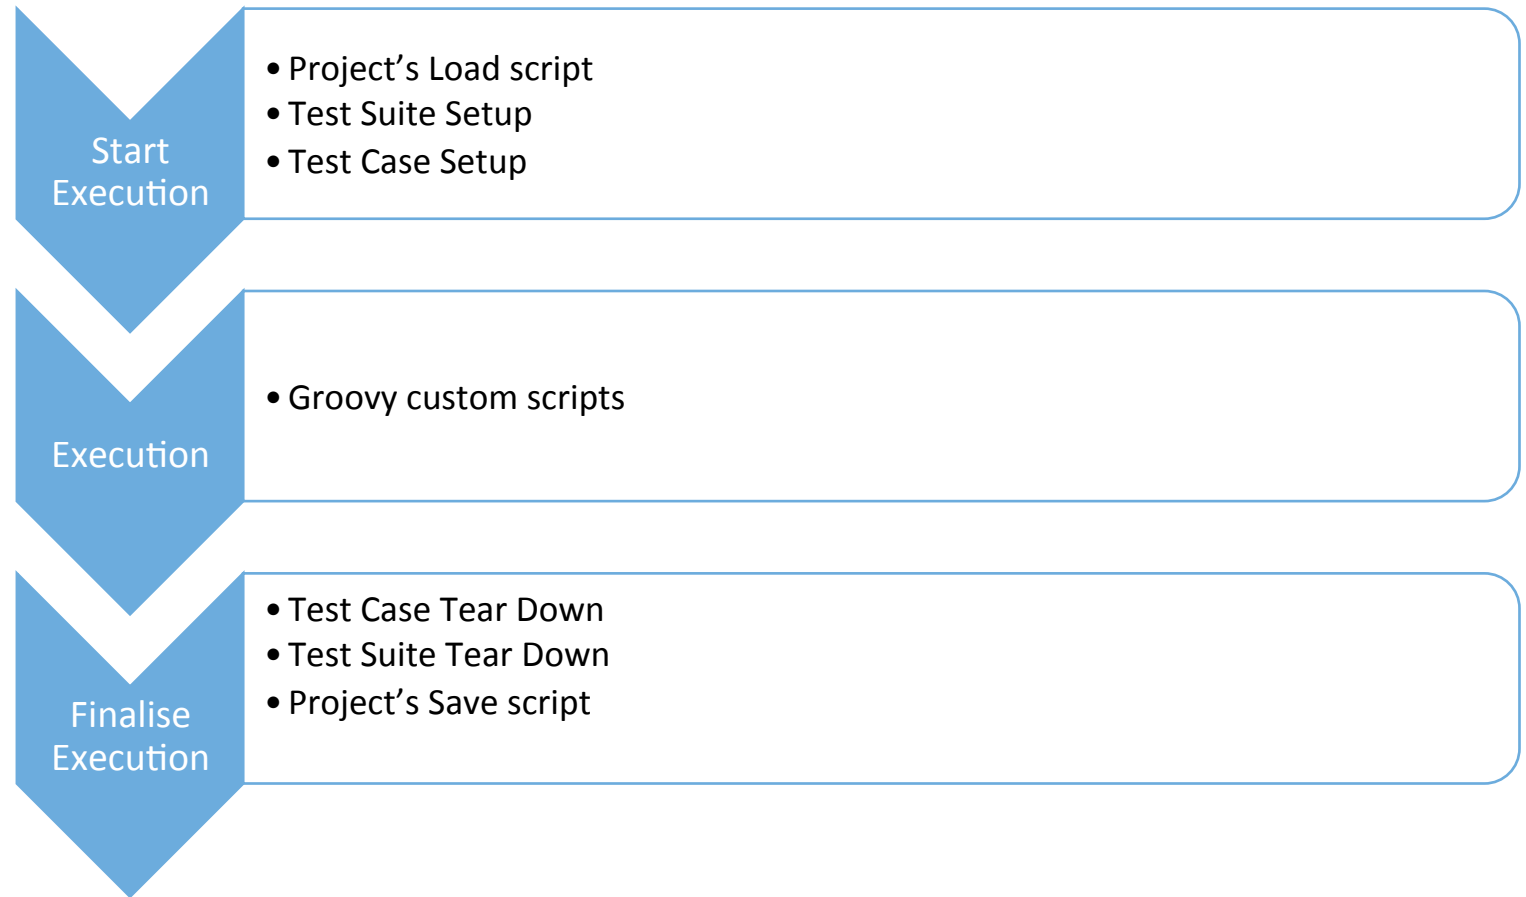 Start
Execution
• Project’s Load script
• Test Suite Setup
• Test Case Setup
Execution
• Groovy custom scripts
Finalise
Execution
• Test Case Tear Down
• Test Suite Tear Down
• Project’s Save script